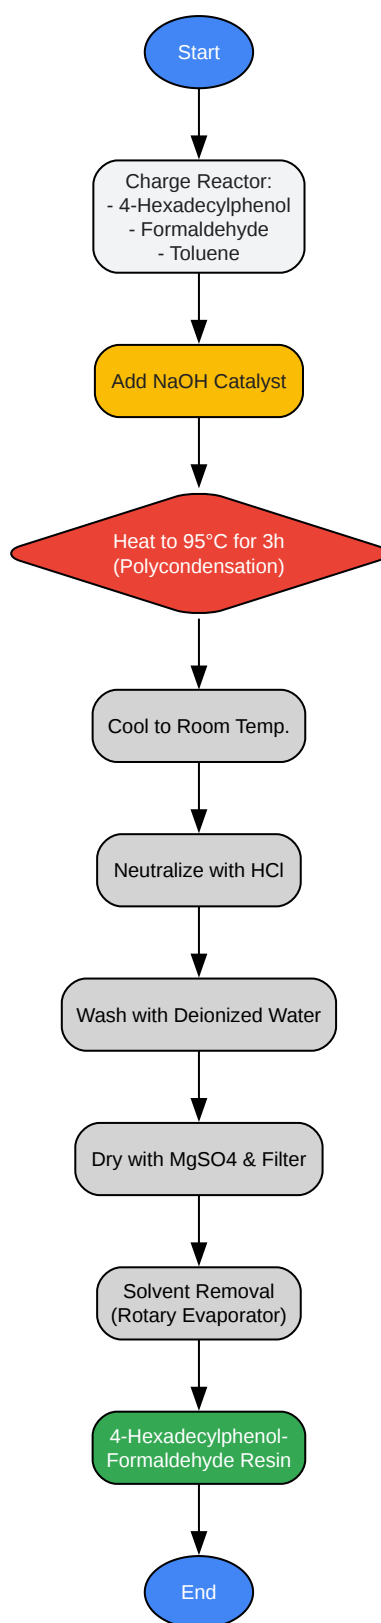 Start
Charge Reactor:
- 4-Hexadecylphenol
- Formaldehyde
- Toluene
Add NaOH Catalyst
Heat to 95°C for 3h
(Polycondensation)
Cool to Room Temp.
Neutralize with HCl
Wash with Deionized Water
Dry with MgSO4 & Filter
Solvent Removal
(Rotary Evaporator)
4-Hexadecylphenol-
Formaldehyde Resin
End